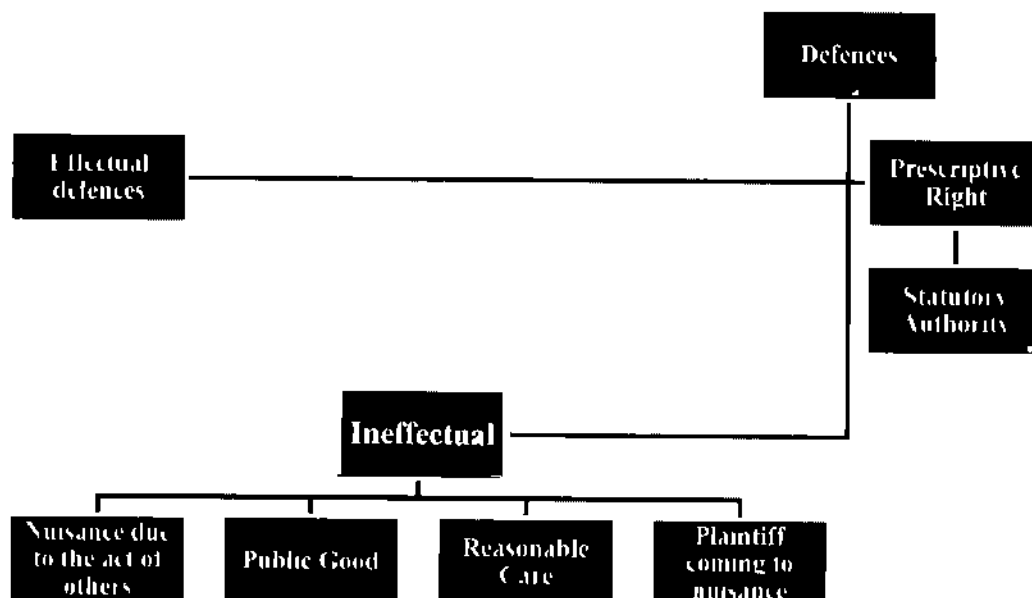 Defences
Effectual
defences
Prescriptive
Right
Statutory
Authority
Ineffectual
Nuisance due
to the act of
others
Public Good
Reasonable
Care
Plaintiff
coming to
nuisance